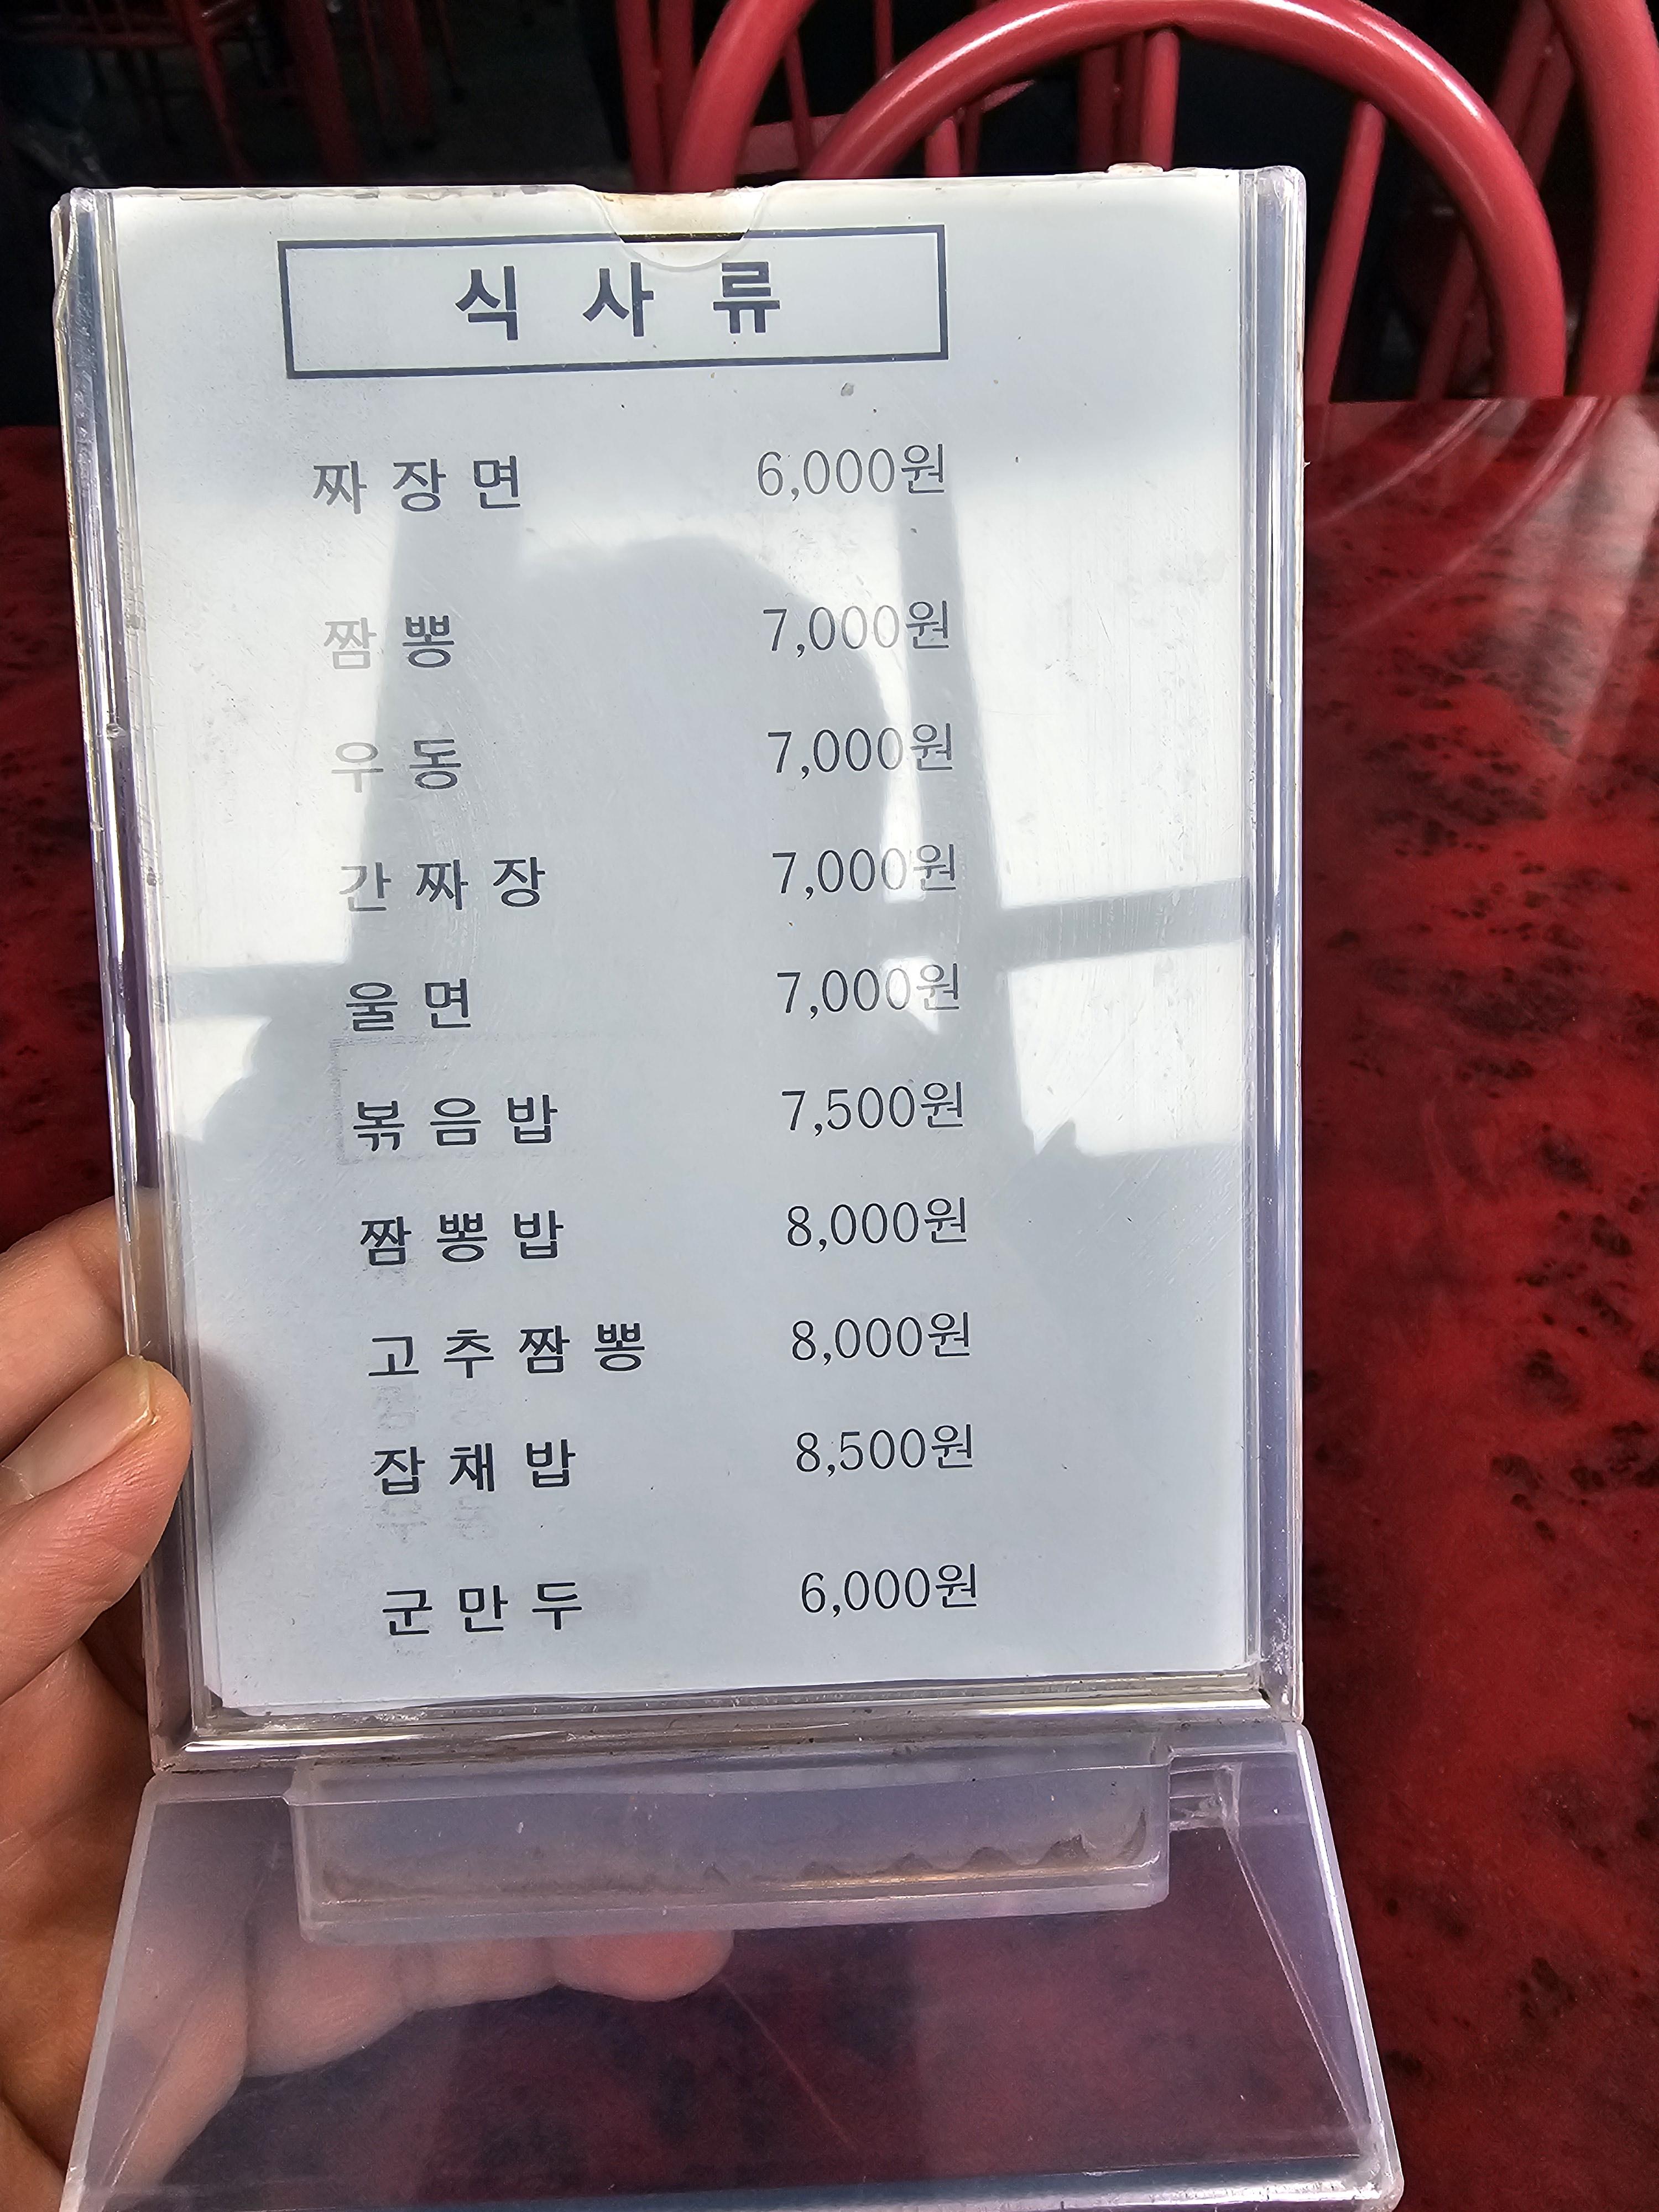 식 사 류
짜 장 면 6,000원
짬 뽕 7,000원
우 동 7,000원
간 짜 장 7,000원
울 면 7,000원
볶 음 밥 7,500원
짬 뽕 밥 8,000원
고 추 짬 뽕 8,000원
잡 채 밥 8,500원
군 만 두 6,000원